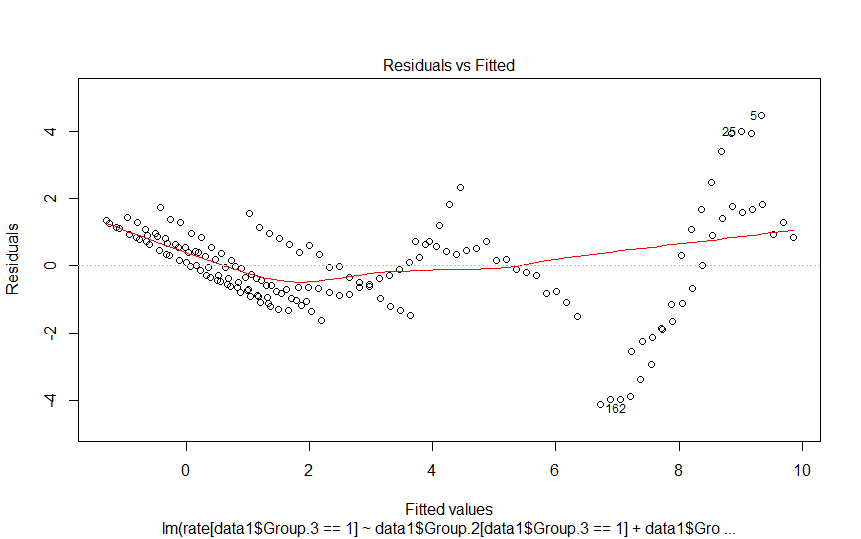 Residuals vs Fitted
Residuals
4
2
0
-2
-4
5
25
162
0 2 4 6 8 10
Fitted values
lm(rate[data1$Group.3 == 1] ~ data1$Group.2[data1$Group.3 == 1] + data1$Gro ...